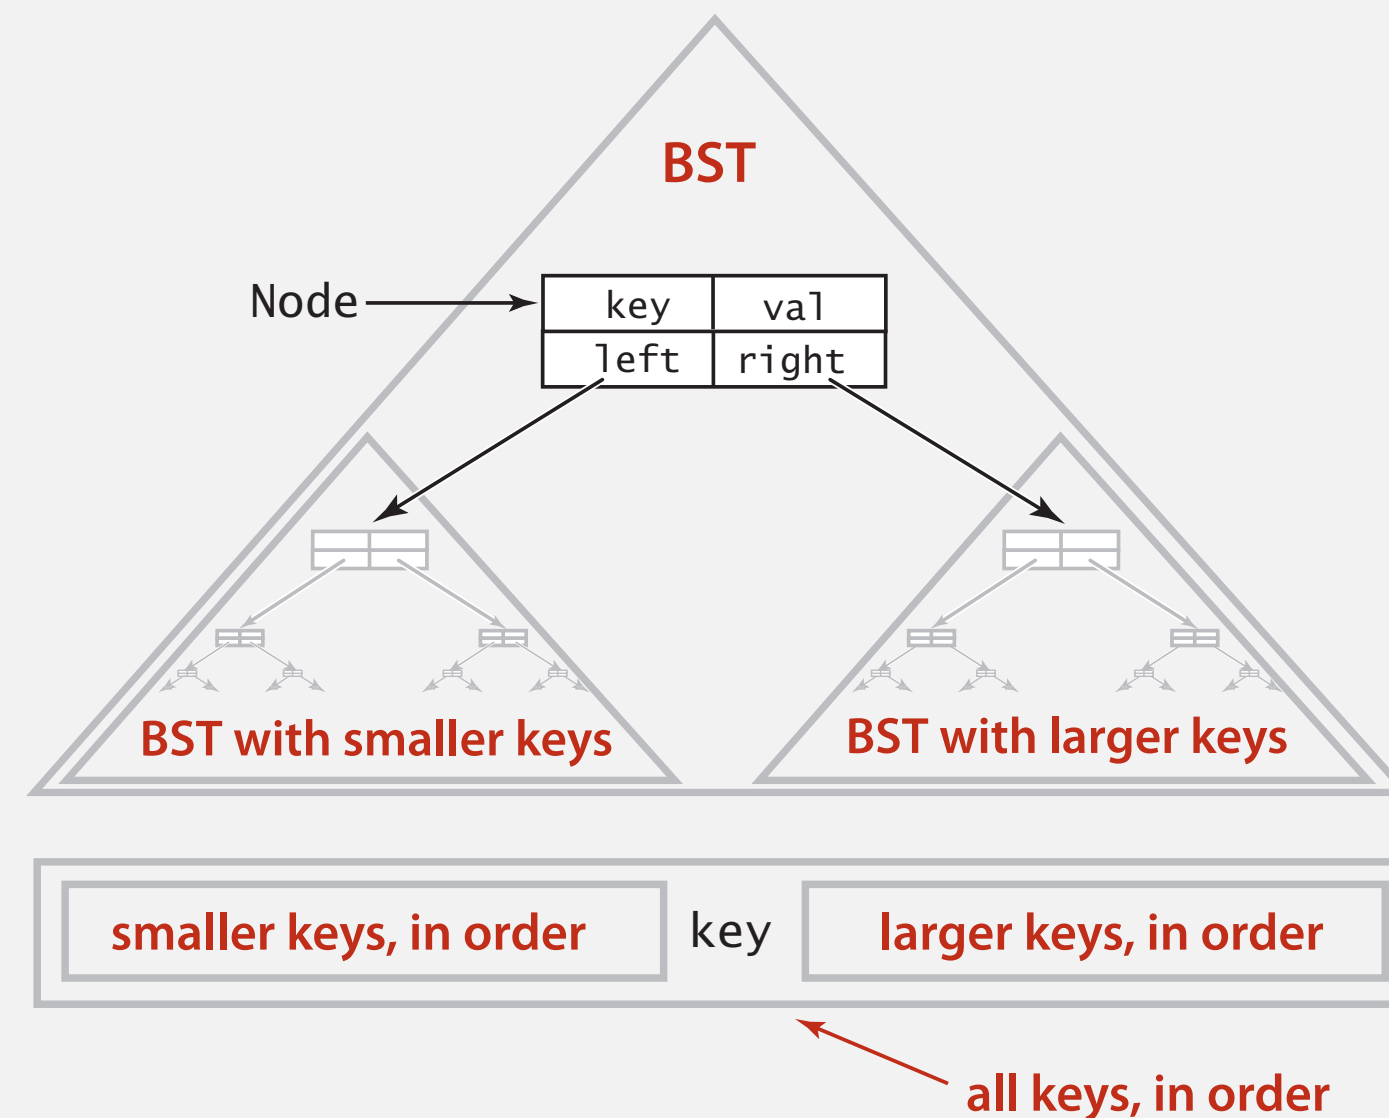 BST
Node
key val
left right
BST with smaller keys
BST with larger keys
smaller keys, in order key larger keys, in order
all keys, in order